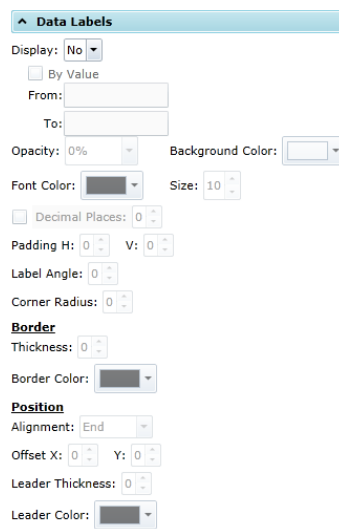 Data Labels
Display: No
By Value
From:
To:
Opacity: 0% Background Color:
Font Color: Size: 10
Decimal Places: 0
Padding H: 0 V: 0
Label Angle: 0
Corner Radius: 0
Border
Thickness: 0
Border Color:
Position
Alignment: End
Offset X: 0 Y: 0
Leader Thickness: 0
Leader Color: